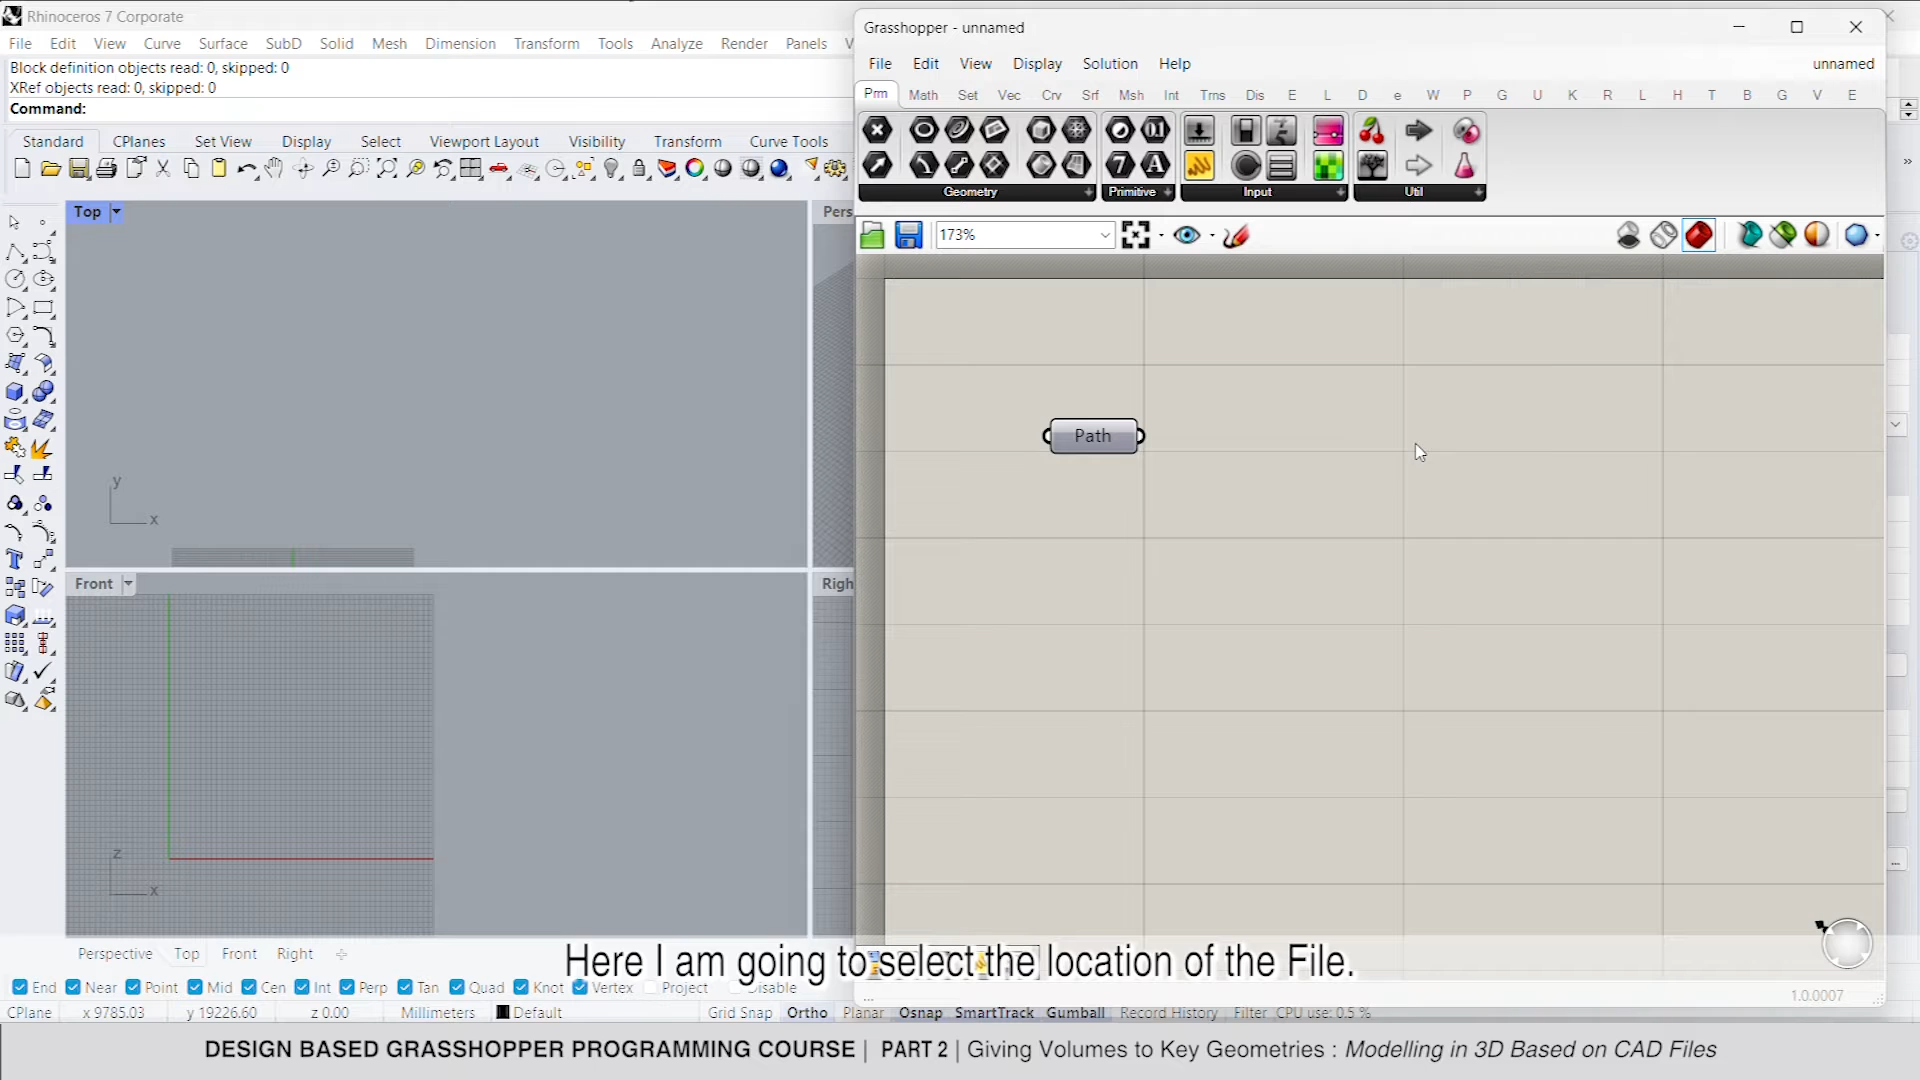 Rhinoceros 7 Corporate
File Edit View Curve Surface SubD Solid Mesh Dimension Transform Tools Analyze Render Panels V
Block definition objects read: 0, skipped: 0
XRef objects read: 0, skipped: 0
Command:
Standard CPlanes Set View Display Select Viewport Layout Visibility Transform Curve Tools
Top
Pers
y
x
Front
Righ
z
x
Perspective Top Front Right
End Near Point Mid Cen Int Perp Tan Quad Knot Vertex Project Disable
CPlane x 9785.03 y 19226.60 z 0.00 Millimeters Default Grid Snap Ortho Planar Osnap SmartTrack Gumball Record History Filter CPU use: 0.5 %
Grasshopper - unnamed
File Edit View Display Solution Help unnamed
Prm Math Set Vec Crv Srf Msh Int Trns Dis E L D e W P G U K R L H T B G V E
Geometry Primitive Input Util
173%
Path
Here I am going to select the location of the File.
...
1.0.0007
DESIGN BASED GRASSHOPPER PROGRAMMING COURSE | PART 2 | Giving Volumes to Key Geometries : Modelling in 3D Based on CAD Files